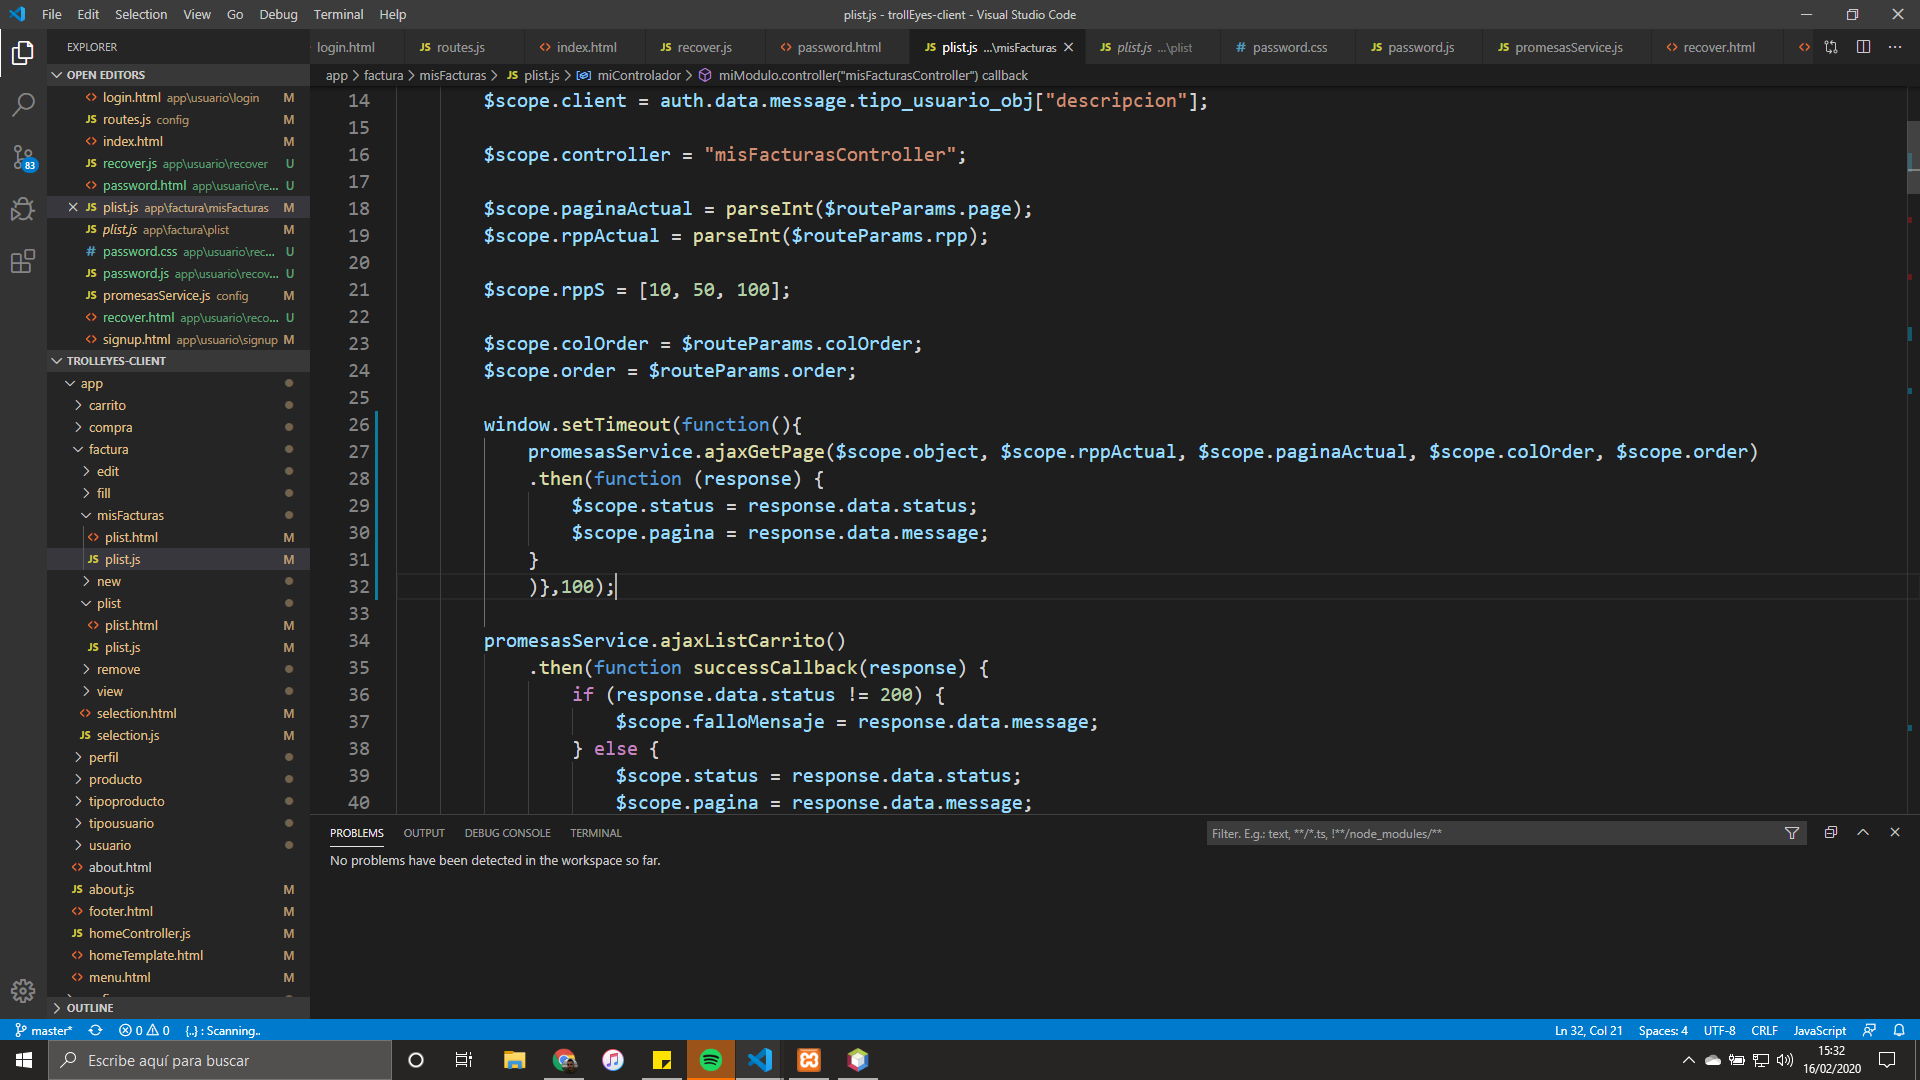 File Edit Selection View Go Debug Terminal Help
plist.js - trollEyes-client - Visual Studio Code
EXPLORER
login.html
JS routes.js
<> index.html
JS recover.js
<> password.html
JS plist.js ...\misFacturas
JS plist.js ...\plist
# password.css
JS password.js
JS promesasService.js
<> recover.html
<>
app > factura > misFacturas > JS plist.js > miControlador > miModulo.controller("misFacturasController") callback
OPEN EDITORS
<> login.html app\usuario\login M
JS routes.js config M
<> index.html M
JS recover.js app\usuario\recover U
<> password.html app\usuario\re... U
JS plist.js app\factura\misFacturas M
JS plist.js app\factura\plist M
# password.css app\usuario\rec... U
JS password.js app\usuario\recov... U
JS promesasService.js config M
<> recover.html app\usuario\reco... U
<> signup.html app\usuario\signup M
TROLLEYES-CLIENT
app
carrito
compra
factura
edit
fill
misFacturas
<> plist.html M
JS plist.js M
new
plist
<> plist.html M
JS plist.js M
remove
view
<> selection.html M
JS selection.js M
perfil
producto
tipoproducto
tipousuario
usuario
<> about.html
JS about.js M
<> footer.html M
JS homeController.js M
<> homeTemplate.html M
<> menu.html M
OUTLINE
83
14 $scope.client = auth.data.message.tipo_usuario_obj["descripcion"];
15
16 $scope.controller = "misFacturasController";
17
18 $scope.paginaActual = parseInt($routeParams.page);
19 $scope.rppActual = parseInt($routeParams.rpp);
20
21 $scope.rppS = [10, 50, 100];
22
23 $scope.colOrder = $routeParams.colOrder;
24 $scope.order = $routeParams.order;
25
26 window.setTimeout(function(){
27 promesasService.ajaxGetPage($scope.object, $scope.rppActual, $scope.paginaActual, $scope.colOrder, $scope.order)
28 .then(function (response) {
29 $scope.status = response.data.status;
30 $scope.pagina = response.data.message;
31 }
32 )},100);
33
34 promesasService.ajaxListCarrito()
35 .then(function successCallback(response) {
36 if (response.data.status != 200) {
37 $scope.falloMensaje = response.data.message;
38 } else {
39 $scope.status = response.data.status;
40 $scope.pagina = response.data.message;
PROBLEMS OUTPUT DEBUG CONSOLE TERMINAL
Filter. E.g.: text, **/*.ts, !**/node_modules/**
No problems have been detected in the workspace so far.
master* 0 0 {..} : Scanning..
Ln 32, Col 21 Spaces: 4 UTF-8 CRLF JavaScript
Escribe aquí para buscar
15:32
16/02/2020